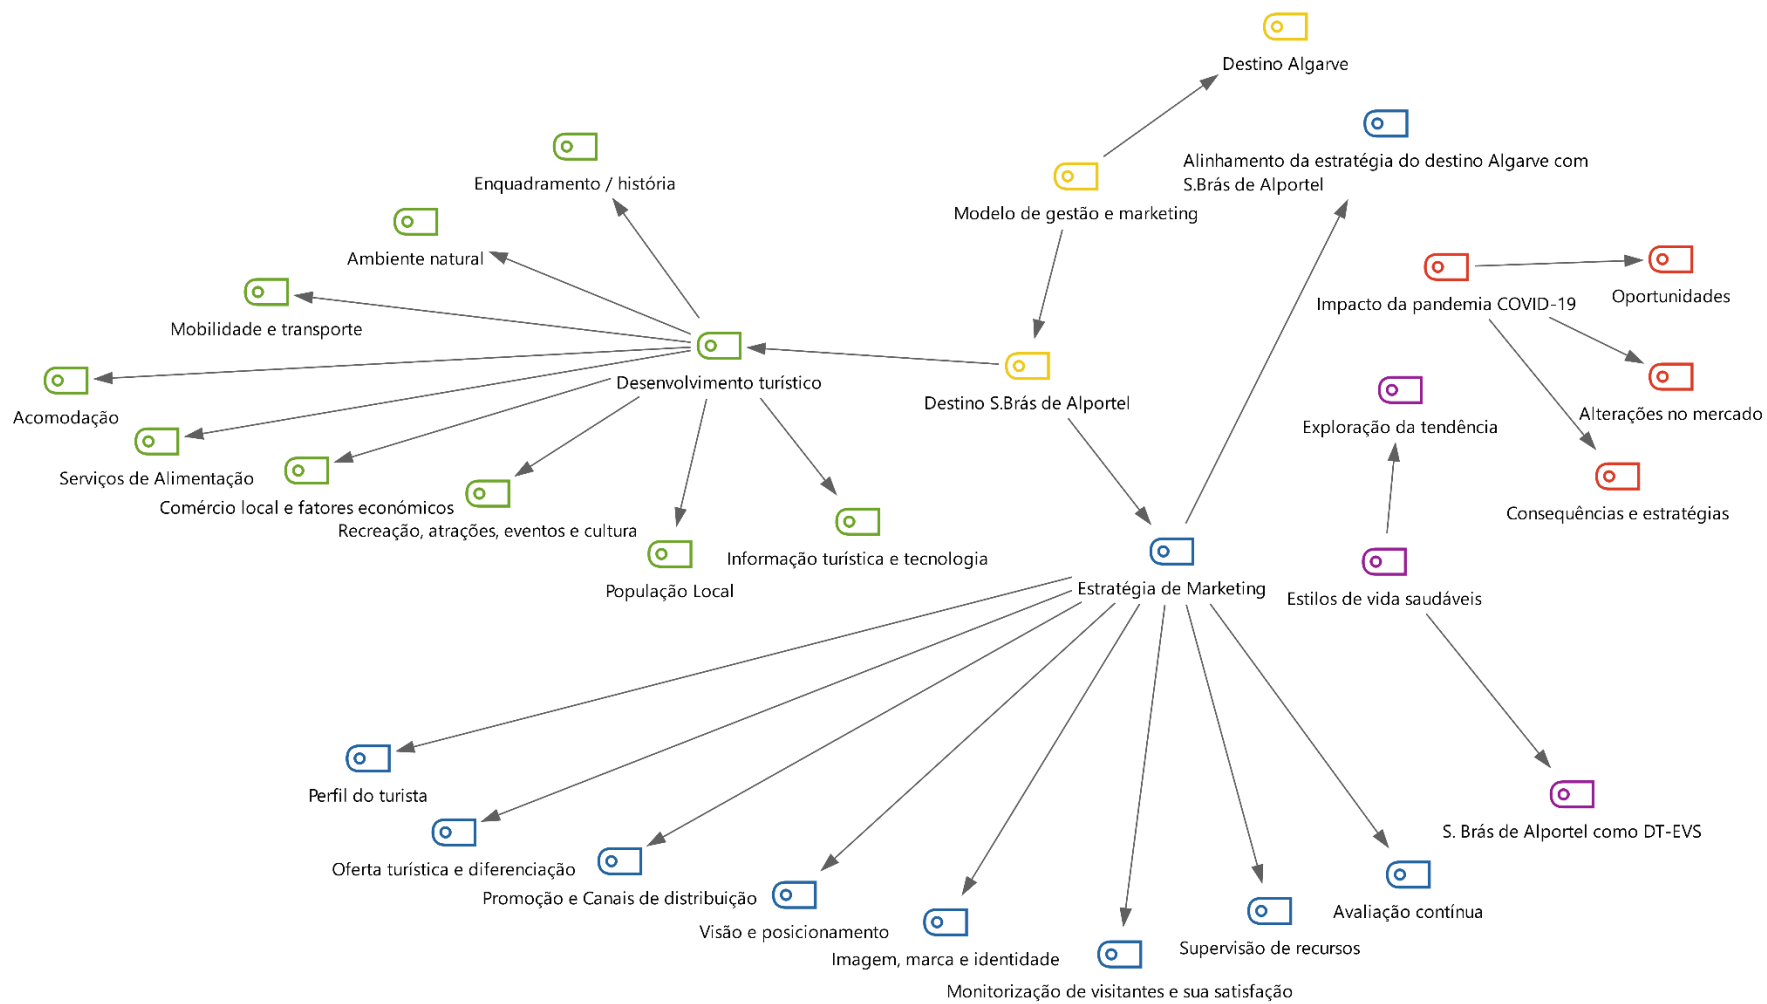 Destino Algarve
Alinhamento da estratégia do destino Algarve com
S.Brás de Alportel
Enquadramento / história
Modelo de gestão e marketing
Ambiente natural
Oportunidades
Impacto da pandemia COVID-19
Mobilidade e transporte
Desenvolvimento turístico
Destino S.Brás de Alportel
Alterações no mercado
Acomodação
Exploração da tendência
Serviços de Alimentação
Comércio local e fatores económicos
Consequências e estratégias
Recreação, atrações, eventos e cultura
Informação turística e tecnologia
População Local
Estratégia de Marketing
Estilos de vida saudáveis
Perfil do turista
S. Brás de Alportel como DT-EVS
Oferta turística e diferenciação
Promoção e Canais de distribuição
Avaliação contínua
Visão e posicionamento
Supervisão de recursos
Imagem, marca e identidade
Monitorização de visitantes e sua satisfação